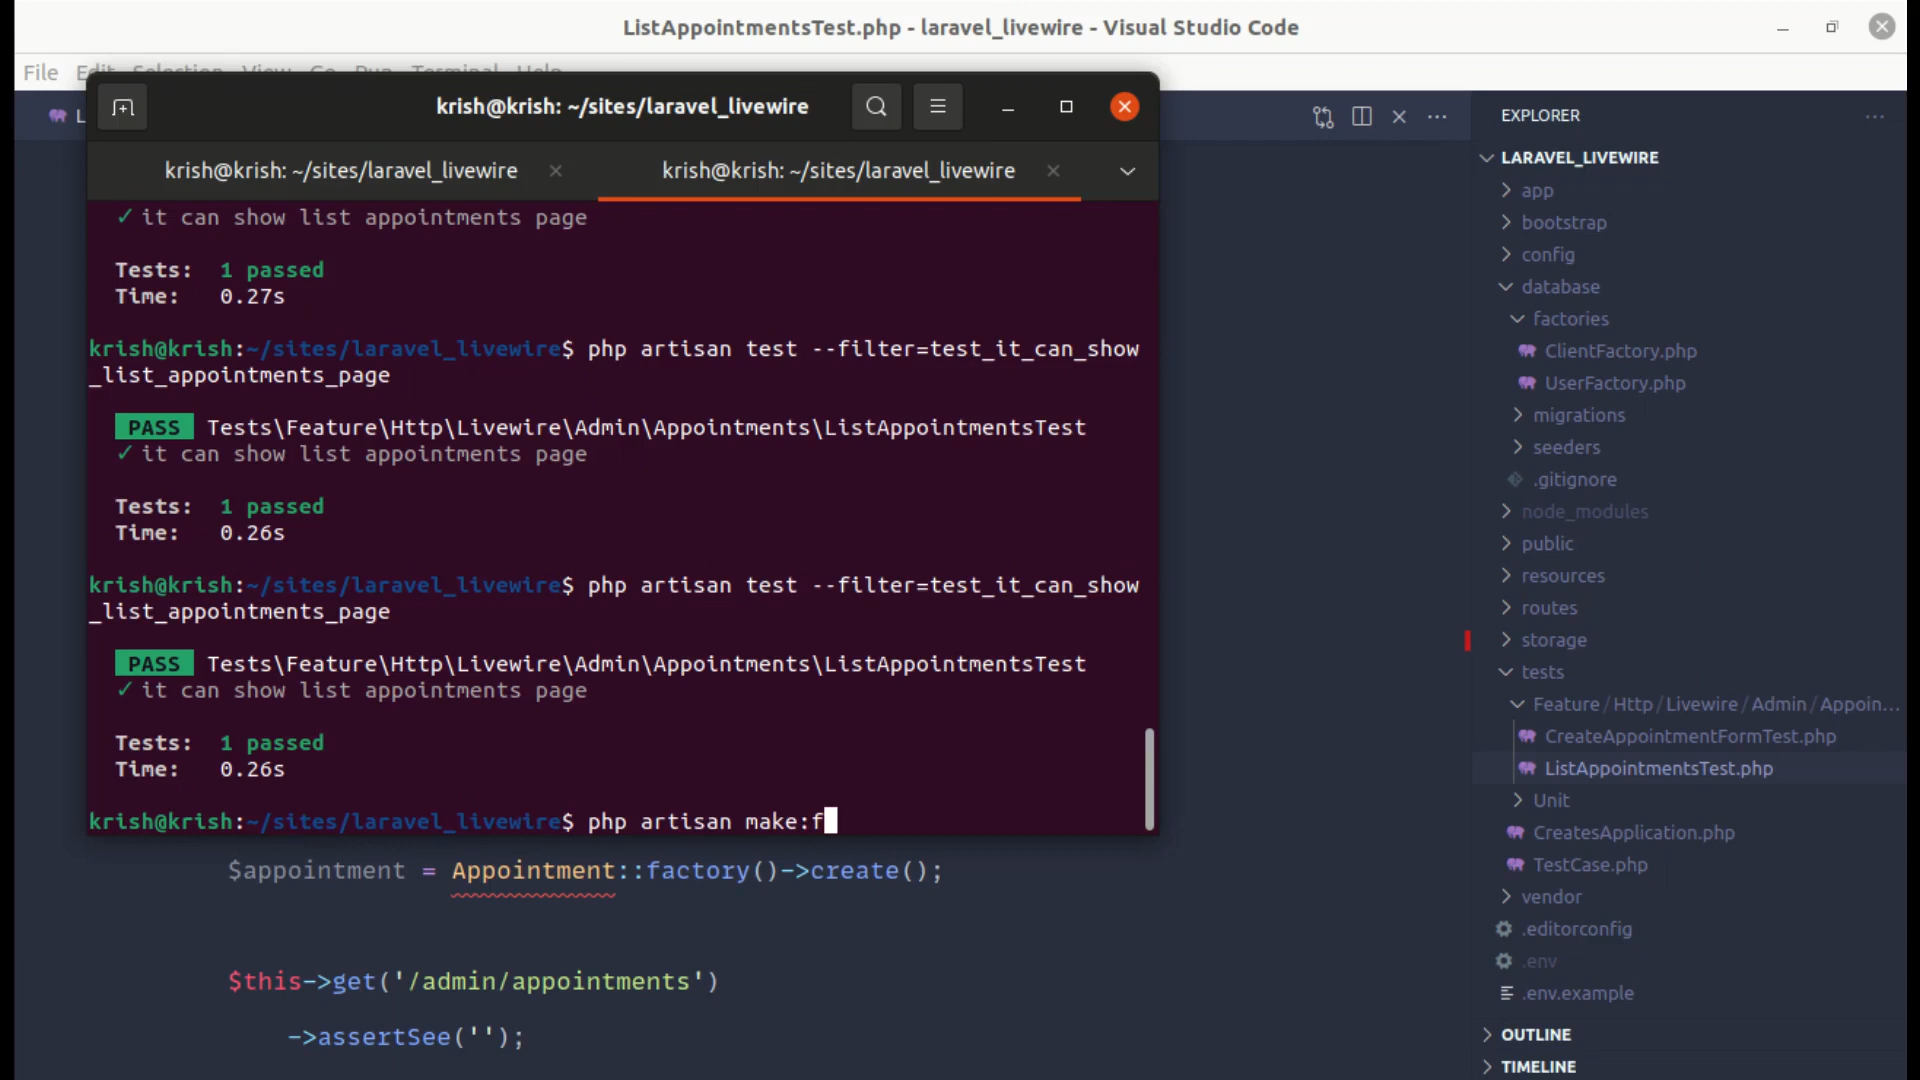 ListAppointmentsTest.php - laravel_livewire - Visual Studio Code
File Edit Selection View Go Run Terminal Help
L
krish@krish: ~/sites/laravel_livewire
krish@krish: ~/sites/laravel_livewire
krish@krish: ~/sites/laravel_livewire
✓ it can show list appointments page
Tests: 1 passed
Time: 0.27s
krish@krish:~/sites/laravel_livewire$ php artisan test --filter=test_it_can_show
_list_appointments_page
PASS Tests\Feature\Http\Livewire\Admin\Appointments\ListAppointmentsTest
✓ it can show list appointments page
Tests: 1 passed
Time: 0.26s
krish@krish:~/sites/laravel_livewire$ php artisan test --filter=test_it_can_show
_list_appointments_page
PASS Tests\Feature\Http\Livewire\Admin\Appointments\ListAppointmentsTest
✓ it can show list appointments page
Tests: 1 passed
Time: 0.26s
krish@krish:~/sites/laravel_livewire$ php artisan make:f
$appointment = Appointment::factory()->create();
$this->get('/admin/appointments')
->assertSee('');
EXPLORER
LARAVEL_LIVEWIRE
app
bootstrap
config
database
factories
ClientFactory.php
UserFactory.php
migrations
seeders
.gitignore
node_modules
public
resources
routes
storage
tests
Feature/Http/Livewire/Admin/Appoin...
CreateAppointmentFormTest.php
ListAppointmentsTest.php
Unit
CreatesApplication.php
TestCase.php
vendor
.editorconfig
.env
.env.example
OUTLINE
TIMELINE